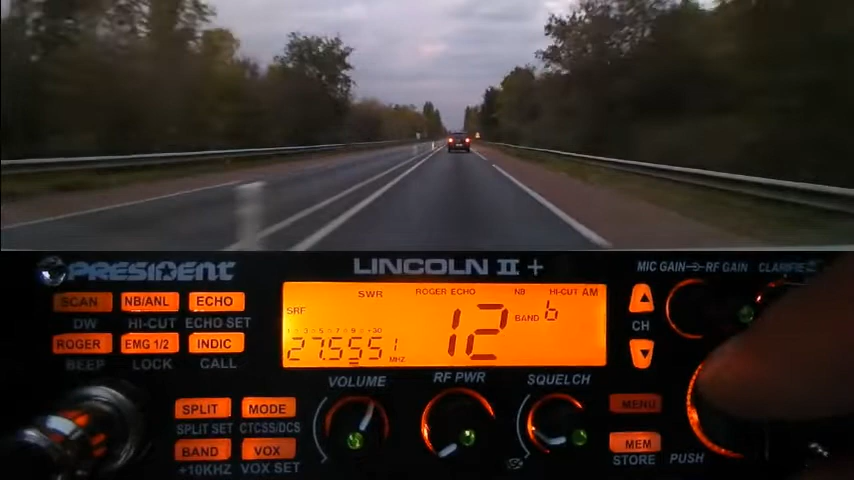 PRESIDENT
LINCOLN II +
MIC GAIN RF GAIN
SCAN NB/ANL ECHO
DW HI-CUT ECHO SET
ROGER EMG 1/2 INDIC
BEEP LOCK CALL
SWR ROGER ECHO NB HI-CUT AM
SRF
12 BAND b
27.5551 MHZ
CH
VOLUME RF PWR SQUELCH
SPLIT MODE
SPLIT SET CTCSS/DCS
BAND VOX
+10KHZ VOX SET
MENU
MEM
STORE PUSH